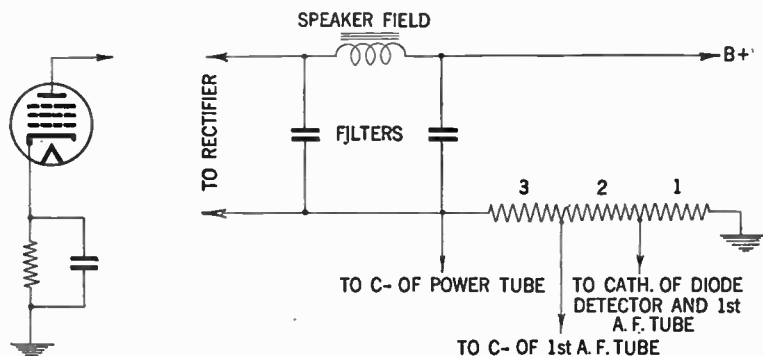 SPEAKER FIELD
B+
TO RECTIFIER
FILTERS
3 2 1
TO C- OF POWER TUBE
TO CATH. OF DIODE
DETECTOR AND 1st
A.F. TUBE
TO C- OF 1st A.F. TUBE